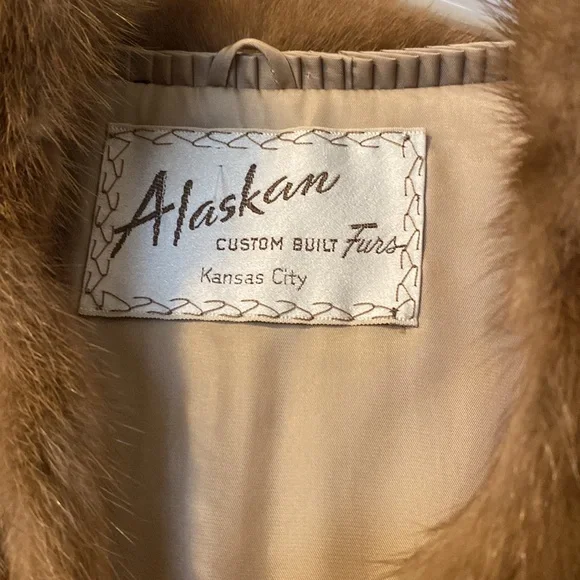 Alaskan
CUSTOM BUILT Furs
Kansas City